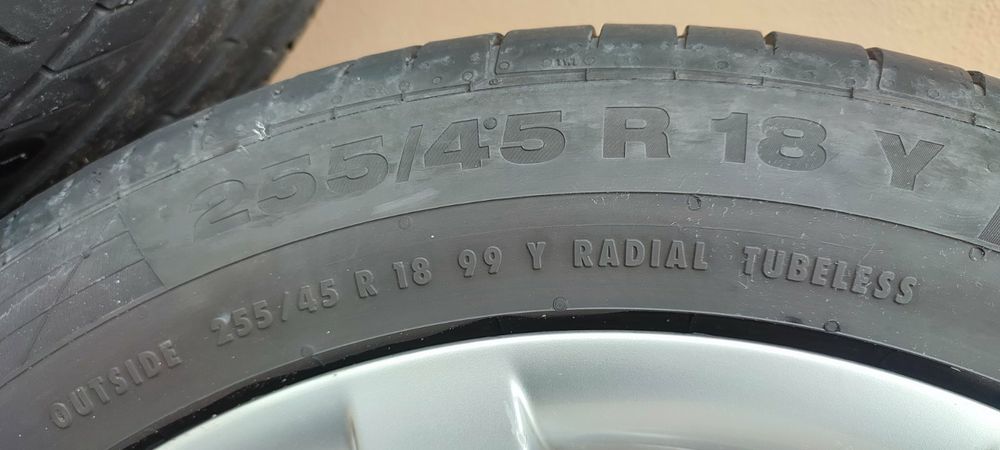 255/45 R 18 Y
OUTSIDE 255/45 R 18 99 Y RADIAL TUBELESS